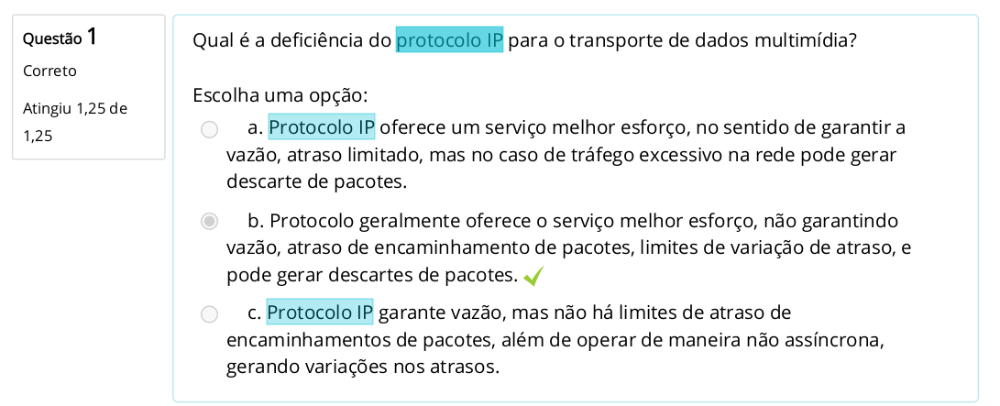 Questão 1
Correto
Atingiu 1,25 de
1,25
Qual é a deficiência do protocolo IP para o transporte de dados multimídia?
Escolha uma opção:
a. Protocolo IP oferece um serviço melhor esforço, no sentido de garantir a
vazão, atraso limitado, mas no caso de tráfego excessivo na rede pode gerar
descarte de pacotes.
b. Protocolo geralmente oferece o serviço melhor esforço, não garantindo
vazão, atraso de encaminhamento de pacotes, limites de variação de atraso, e
pode gerar descartes de pacotes.
c. Protocolo IP garante vazão, mas não há limites de atraso de
encaminhamentos de pacotes, além de operar de maneira não assíncrona,
gerando variações nos atrasos.